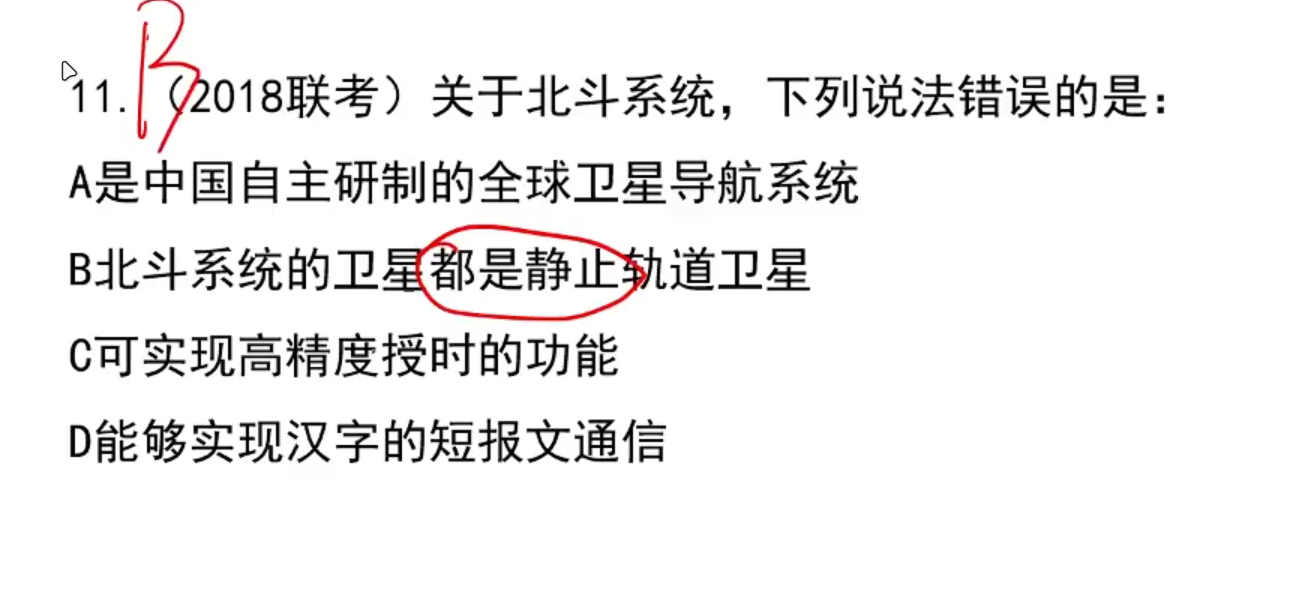 B
11.（2018联考）关于北斗系统，下列说法错误的是：
A是中国自主研制的全球卫星导航系统
B北斗系统的卫星都是静止轨道卫星
C可实现高精度授时的功能
D能够实现汉字的短报文通信